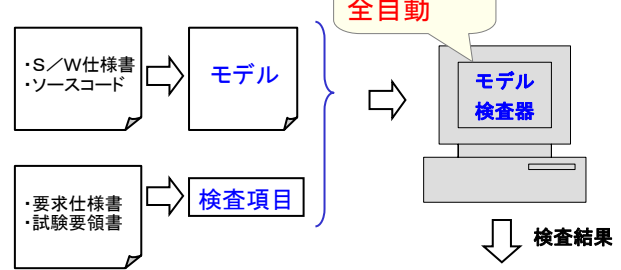 全自動
・S／W仕様書
・ソースコード
モデル
モデル
検査器
・要求仕様書
・試験要領書
検査項目
検査結果